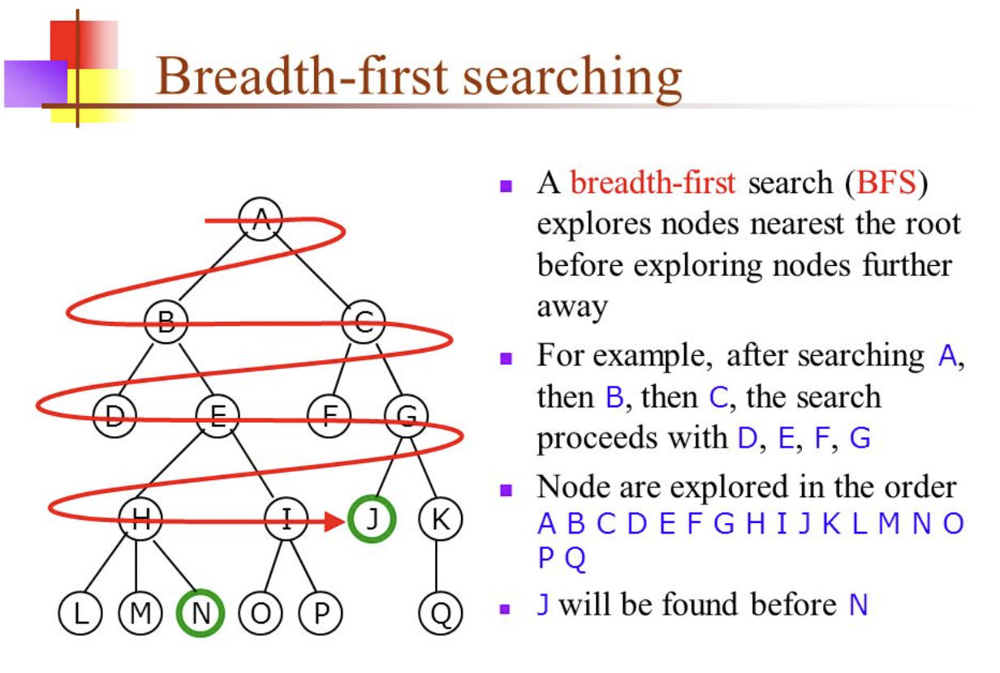 Breadth-first searching
A
B C
D E F G
H I J K
L M N O P Q
A breadth-first search (BFS)
explores nodes nearest the root
before exploring nodes further
away
For example, after searching A,
then B, then C, the search
proceeds with D, E, F, G
Node are explored in the order
A B C D E F G H I J K L M N O
P Q
J will be found before N